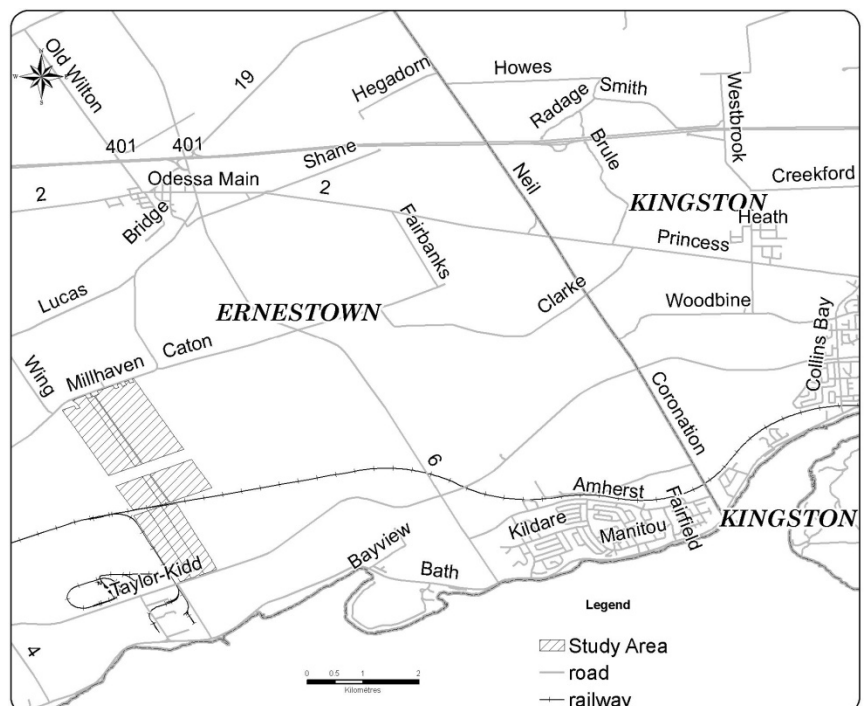 Old Wilton
19
Hegadorn
Howes
Smith
Radage
Westbrook
401
401
Shane
Brule
Neil
Odessa Main
2
2
Creekford
KINGSTON
Heath
Bridge
Fairbanks
Princess
Lucas
Clarke
Woodbine
ERNESTOWN
Caton
Wing
Millhaven
Collins Bay
Coronation
6
Amherst
Fairfield
Kildare
Manitou
KINGSTON
Bayview
Bath
Taylor-Kidd
4
Legend
Study Area
road
railway
0 0.5 1 2
Kilométres